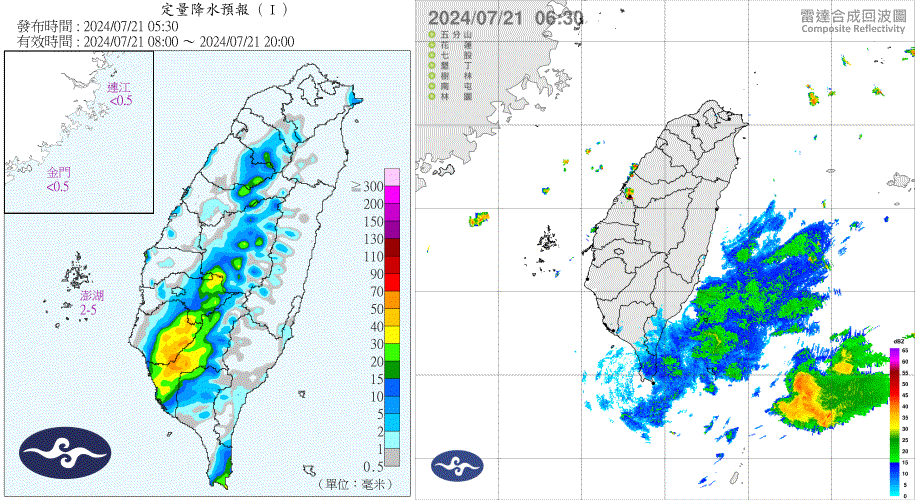 定量降水預報（Ｉ）
發布時間：2024/07/21 05:30
有效時間：2024/07/21 08:00 ～ 2024/07/21 20:00
連江
<0.5
金門
<0.5
澎湖
2-5
≥300
200
150
130
110
90
70
50
40
30
20
15
10
5
2
1
0.5
（單位：毫米）
2024/07/21 06:30
雷達合成回波圖
Composite Reflectivity
五分山
花蓮
七股
墾丁
樹林
南屯
林園
dBZ
65
60
55
50
45
40
35
30
25
20
15
10
5
0